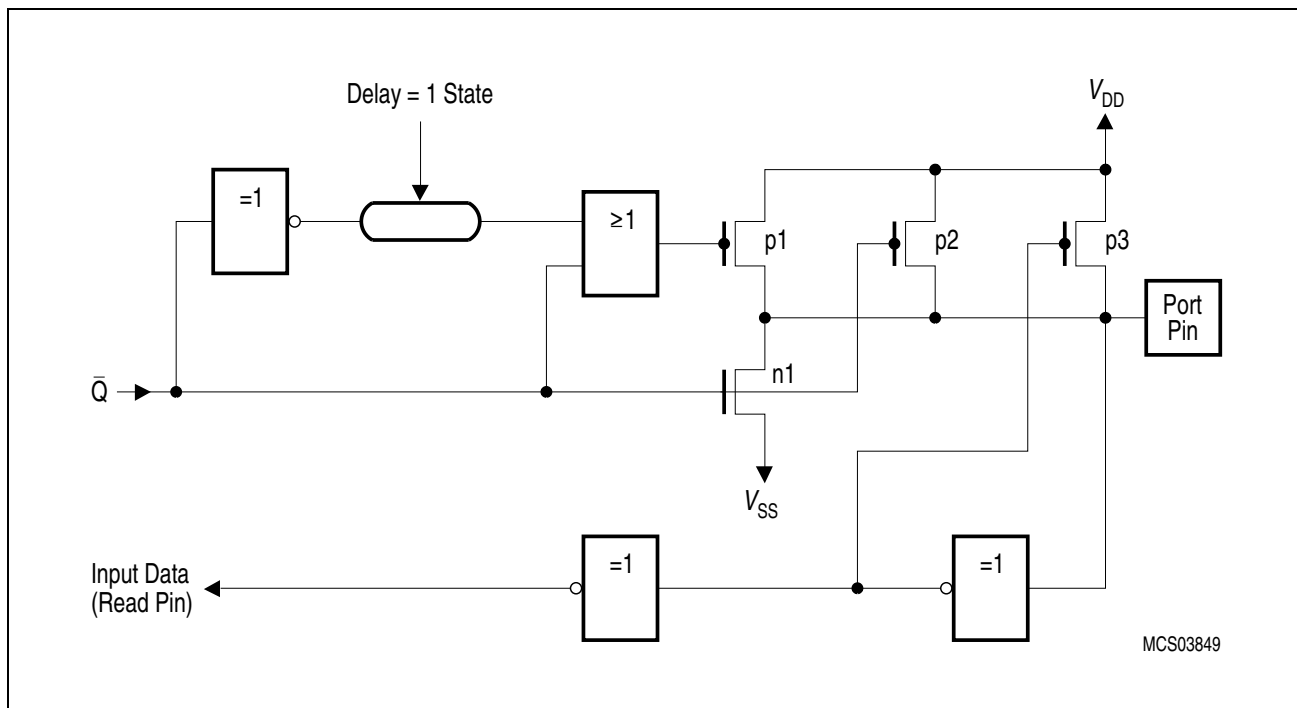 Delay = 1 State
V_DD
=1
≥1
p1
p2
p3
Port
Pin
Q̄
n1
V_SS
=1
=1
Input Data
(Read Pin)
MCS03849